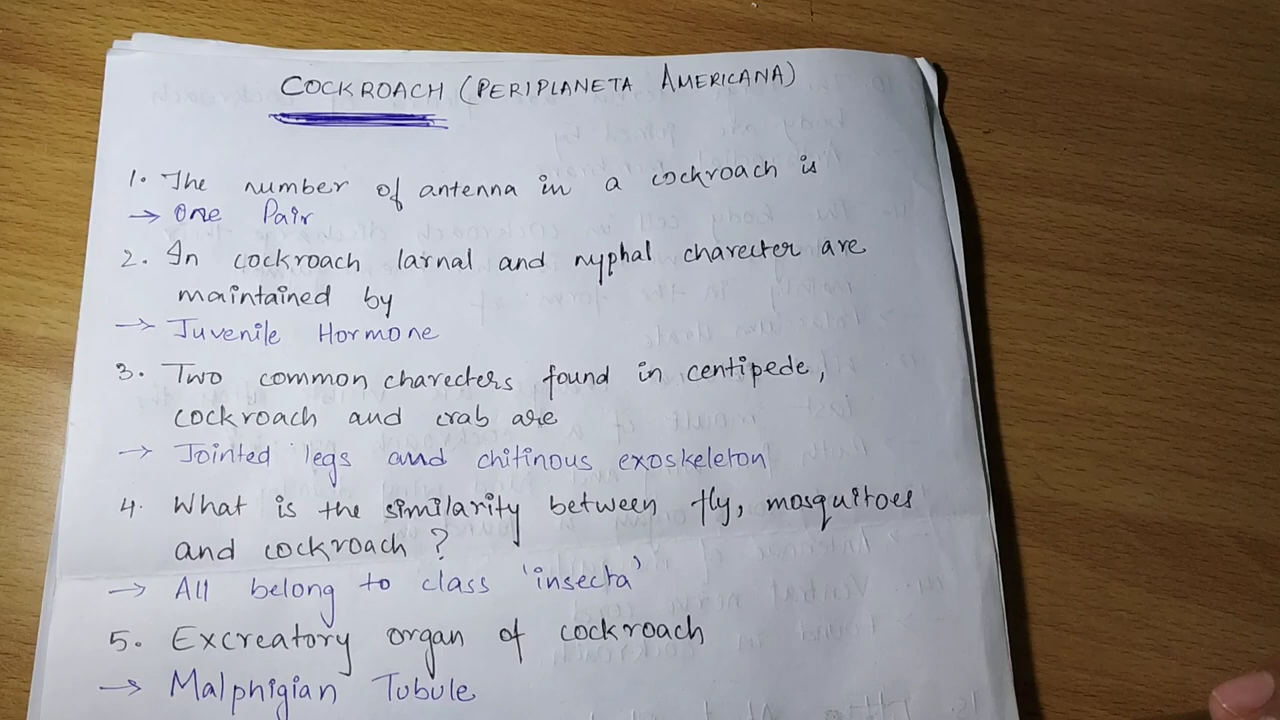 COCKROACH (PERIPLANETA AMERICANA)
1. The number of antenna in a cockroach is
→ One Pair
2. In cockroach larnal and nyphal charecter are
maintained by
→ Juvenile Hormone
3. Two common charecters found in centipede,
cockroach and crab are
→ Jointed legs and chitinous exoskeleton
4. What is the similarity between fly, mosquitoes
and cockroach ?
→ All belong to class 'insecta'
5. Excreatory organ of cockroach
→ Malphigian Tubule